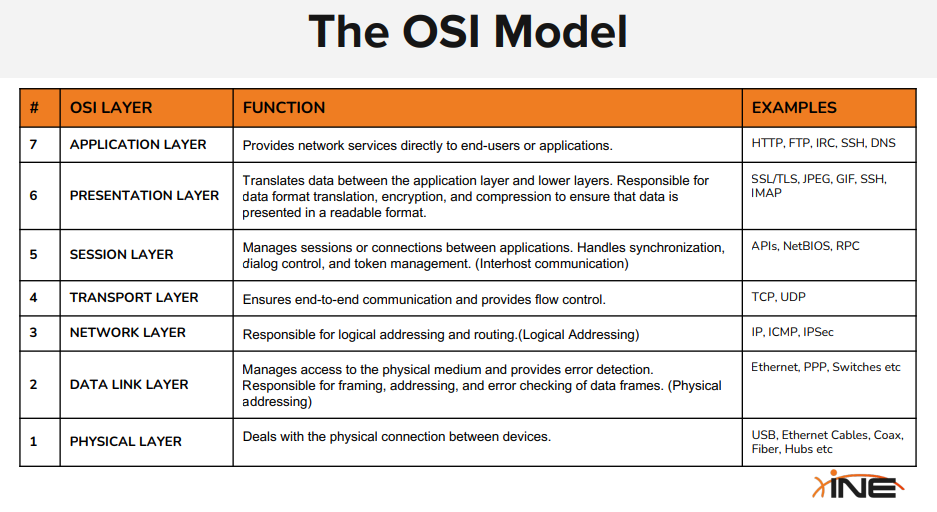 The OSI Model
# OSI LAYER FUNCTION EXAMPLES
7 APPLICATION LAYER Provides network services directly to end-users or applications. HTTP, FTP, IRC, SSH, DNS
6 PRESENTATION LAYER
Translates data between the application layer and lower layers. Responsible for
data format translation, encryption, and compression to ensure that data is
presented in a readable format.
SSL/TLS, JPEG, GIF, SSH,
IMAP
5 SESSION LAYER
Manages sessions or connections between applications. Handles synchronization,
dialog control, and token management. (Interhost communication)
APIs, NetBIOS, RPC
4 TRANSPORT LAYER Ensures end-to-end communication and provides flow control. TCP, UDP
3 NETWORK LAYER Responsible for logical addressing and routing.(Logical Addressing) IP, ICMP, IPSec
2 DATA LINK LAYER
Manages access to the physical medium and provides error detection.
Responsible for framing, addressing, and error checking of data frames. (Physical
addressing)
Ethernet, PPP, Switches etc
1 PHYSICAL LAYER
Deals with the physical connection between devices.
USB, Ethernet Cables, Coax,
Fiber, Hubs etc
INE